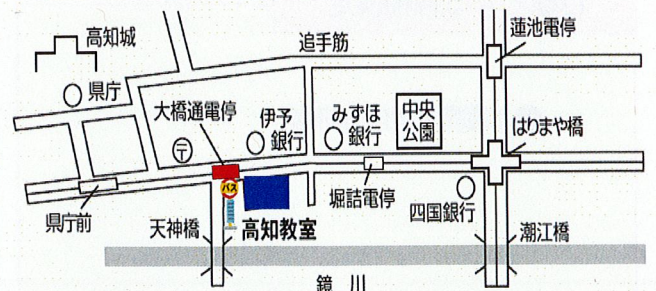 高知城
追手筋
蓮池電停
県庁
大橋通電停
伊予
銀行
みずほ
銀行
中央
公園
はりまや橋
〒
バス
県庁前
堀詰電停
四国銀行
天神橋
高知教室
潮江橋
鏡川